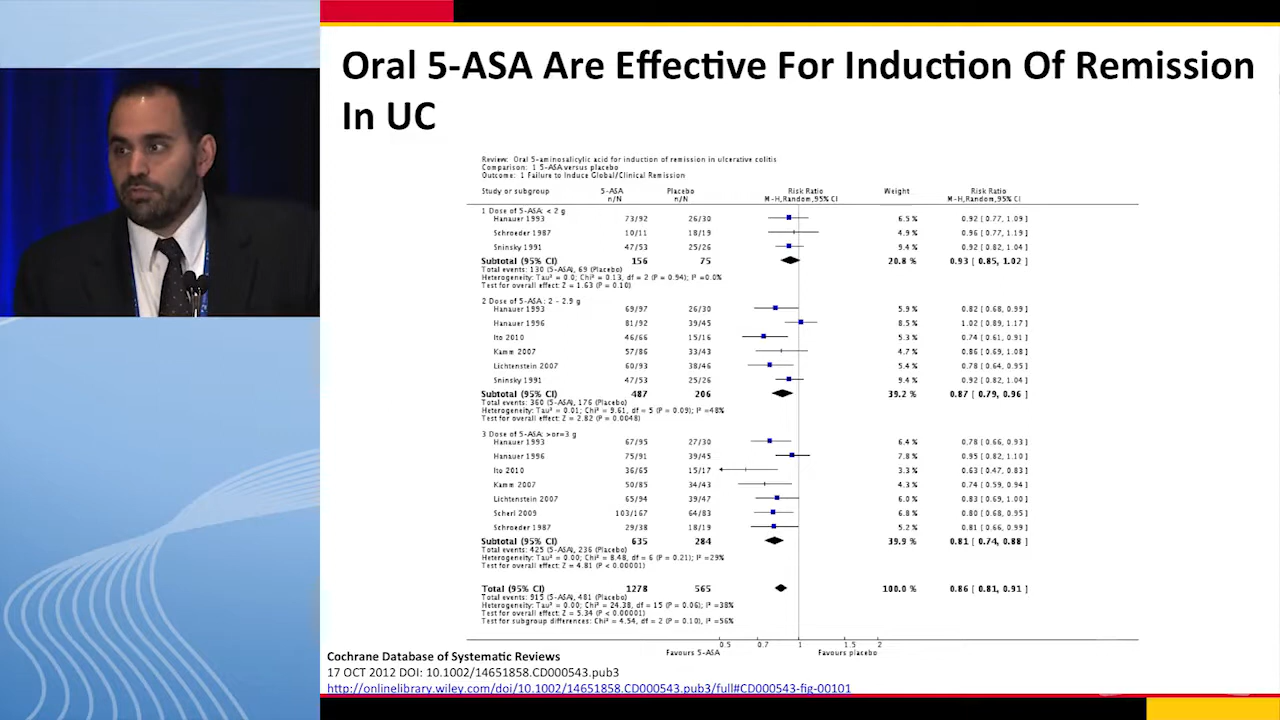 Oral 5-ASA Are Effective For Induction Of Remission
In UC
Review: Oral 5-aminosalicylic acid for induction of remission in ulcerative colitis
Comparison: 1 5-ASA versus placebo
Outcome: 1 Failure to Induce Global/Clinical Remission
Study or subgroup 5-ASA Placebo Risk Ratio Weight Risk Ratio
n/N n/N M-H,Random,95% CI M-H,Random,95% CI
1 Dose of 5-ASA: < 2 g
Hanauer 1993 73/92 26/30 6.5 % 0.92 [ 0.77, 1.09 ]
Schroeder 1987 10/11 18/19 4.9 % 0.96 [ 0.77, 1.19 ]
Sninsky 1991 47/53 25/26 9.4 % 0.92 [ 0.82, 1.04 ]
Subtotal (95% CI) 156 75 20.8 % 0.93 [ 0.85, 1.02 ]
Total events: 130 (5-ASA), 69 (Placebo)
Heterogeneity: Tau² = 0.0; Chi² = 0.13, df = 2 (P = 0.94); I² =0.0%
Test for overall effect: Z = 1.63 (P = 0.10)
2 Dose of 5-ASA : 2 - 2.9 g
Hanauer 1993 69/97 26/30 5.9 % 0.82 [ 0.68, 0.99 ]
Hanauer 1996 81/92 39/45 8.5 % 1.02 [ 0.89, 1.17 ]
Ito 2010 46/66 15/16 5.3 % 0.74 [ 0.61, 0.91 ]
Kamm 2007 57/86 33/43 4.7 % 0.86 [ 0.69, 1.08 ]
Lichtenstein 2007 60/93 38/46 5.4 % 0.78 [ 0.64, 0.95 ]
Sninsky 1991 47/53 25/26 9.4 % 0.92 [ 0.82, 1.04 ]
Subtotal (95% CI) 487 206 39.2 % 0.87 [ 0.79, 0.96 ]
Total events: 360 (5-ASA), 176 (Placebo)
Heterogeneity: Tau² = 0.01; Chi² = 9.61, df = 5 (P = 0.09); I² =48%
Test for overall effect: Z = 2.82 (P = 0.0048)
3 Dose of 5-ASA: >or=3 g
Hanauer 1993 67/95 27/30 6.4 % 0.78 [ 0.66, 0.93 ]
Hanauer 1996 75/91 39/45 7.8 % 0.95 [ 0.82, 1.10 ]
Ito 2010 36/65 15/17 3.3 % 0.63 [ 0.47, 0.83 ]
Kamm 2007 50/85 34/43 4.3 % 0.74 [ 0.59, 0.94 ]
Lichtenstein 2007 65/94 39/47 6.0 % 0.83 [ 0.69, 1.00 ]
Scherl 2009 103/167 64/83 6.8 % 0.80 [ 0.68, 0.95 ]
Schroeder 1987 29/38 18/19 5.2 % 0.81 [ 0.66, 0.99 ]
Subtotal (95% CI) 635 284 39.9 % 0.81 [ 0.74, 0.88 ]
Total events: 425 (5-ASA), 236 (Placebo)
Heterogeneity: Tau² = 0.00; Chi² = 8.48, df = 6 (P = 0.21); I² =29%
Test for overall effect: Z = 4.81 (P < 0.00001)
Total (95% CI) 1278 565 100.0 % 0.86 [ 0.81, 0.91 ]
Total events: 915 (5-ASA), 481 (Placebo)
Heterogeneity: Tau² = 0.00; Chi² = 24.38, df = 15 (P = 0.06); I² =38%
Test for overall effect: Z = 5.34 (P < 0.00001)
Test for subgroup differences: Chi² = 4.54, df = 2 (P = 0.10), I² =56%
0.5 0.7 1 1.5 2
Favours 5-ASA Favours placebo
Cochrane Database of Systematic Reviews
17 OCT 2012 DOI: 10.1002/14651858.CD000543.pub3
http://onlinelibrary.wiley.com/doi/10.1002/14651858.CD000543.pub3/full#CD000543-fig-00101